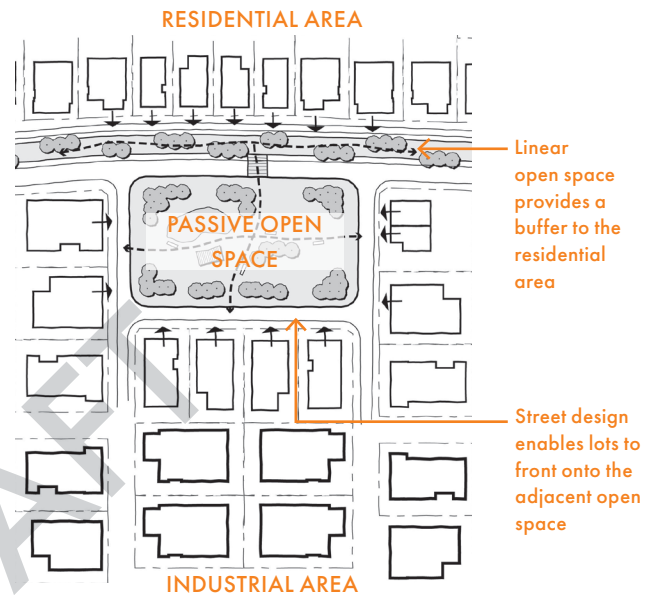 RESIDENTIAL AREA
Linear
open space
provides a
buffer to the
residential
area
PASSIVE OPEN
SPACE
Street design
enables lots to
front onto the
adjacent open
space
INDUSTRIAL AREA
AFT